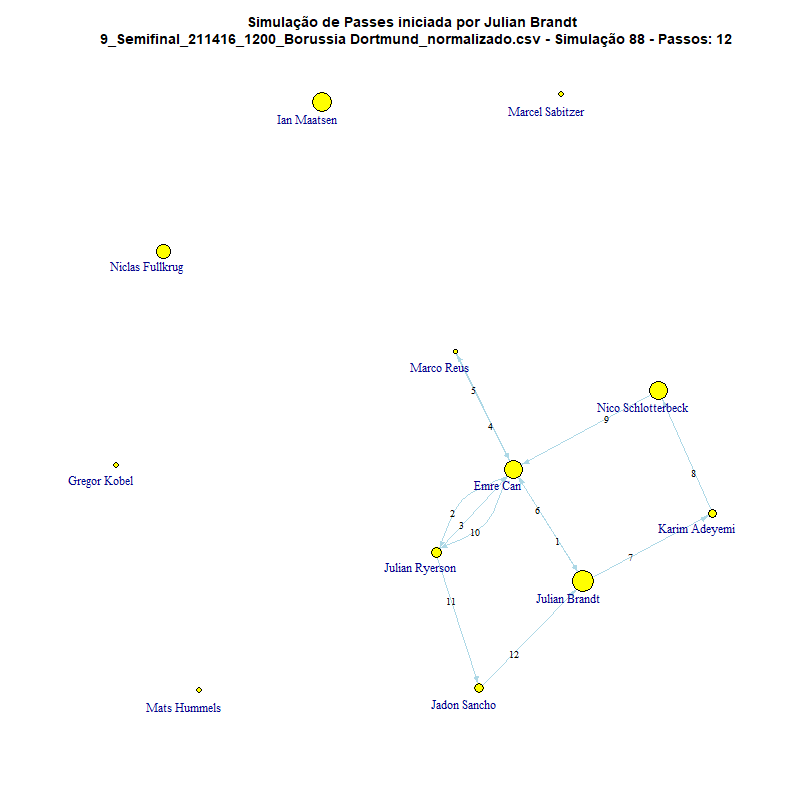 Simulação de Passes iniciada por Julian Brandt
9_Semifinal_211416_1200_Borussia Dortmund_normalizado.csv - Simulação 88 - Passos: 12
Ian Maatsen
Marcel Sabitzer
Niclas Fullkrug
Marco Reus
5
Nico Schlotterbeck
9
4
Gregor Kobel
8
Emre Can
2
6
3
10
1
Karim Adeyemi
7
Julian Ryerson
Julian Brandt
11
12
Jadon Sancho
Mats Hummels